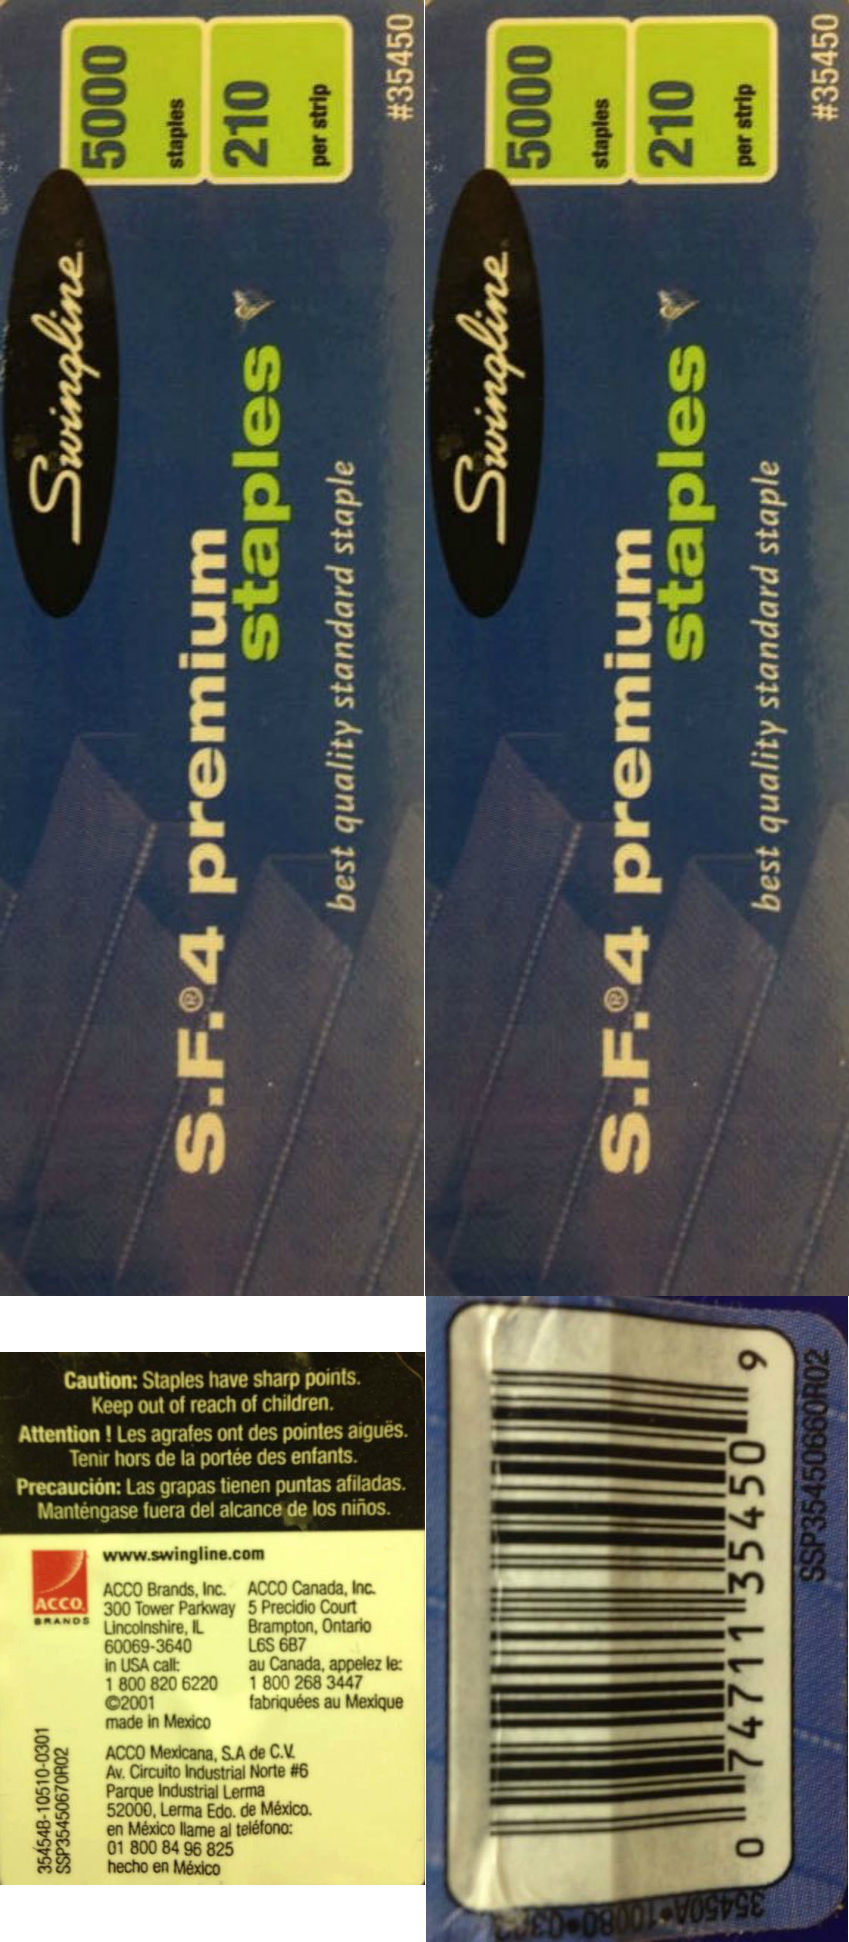 Swingline
5000
staples
210
per strip
S.F.®4 premium
staples
best quality standard staple
#35450
Swingline
5000
staples
210
per strip
S.F.®4 premium
staples
best quality standard staple
#35450
Caution: Staples have sharp points.
Keep out of reach of children.
Attention ! Les agrafes ont des pointes aiguës.
Tenir hors de la portée des enfants.
Precaución: Las grapas tienen puntas afiladas.
Manténgase fuera del alcance de los niños.
ACCO
BRANDS
www.swingline.com
ACCO Brands, Inc.
300 Tower Parkway
Lincolnshire, IL
60069-3640
in USA call:
1 800 820 6220
©2001
made in Mexico
ACCO Canada, Inc.
5 Precidio Court
Brampton, Ontario
L6S 6B7
au Canada, appelez le:
1 800 268 3447
fabriquées au Mexique
ACCO Mexicana, S.A de C.V.
Av. Circuito Industrial Norte #6
Parque Industrial Lerma
52000, Lerma Edo. de México.
en México llame al teléfono:
01 800 84 96 825
hecho en México
35454B-10510-0301
SSP35450670R02
0 74711 35450 9
SSP35450660R02